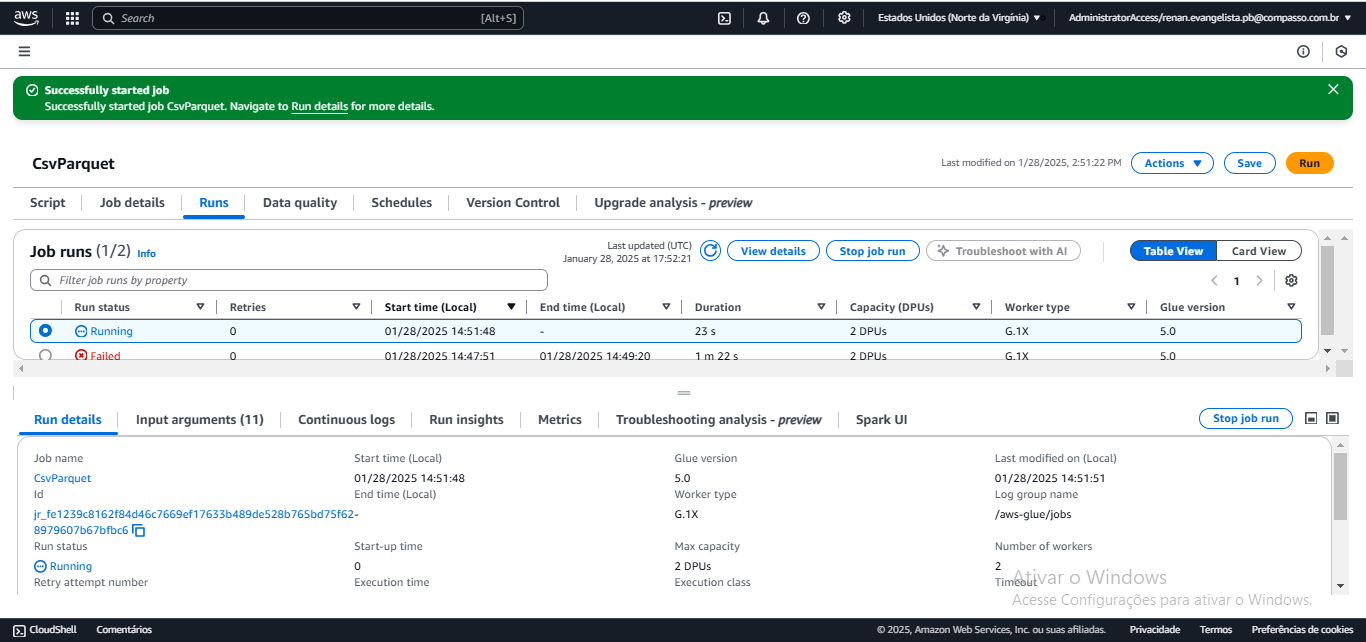 aws
Search [Alt+S] Estados Unidos (Norte da Virgínia) ▼ AdministratorAccess/renan.evangelista.pb@compasso.com.br ▼
Successfully started job
Successfully started job CsvParquet. Navigate to Run details for more details.
CsvParquet Last modified on 1/28/2025, 2:51:22 PM Actions ▼ Save Run
Script Job details Runs Data quality Schedules Version Control Upgrade analysis - preview
Job runs (1/2) Info Last updated (UTC) January 28, 2025 at 17:52:21 View details Stop job run Troubleshoot with AI Table View Card View
Filter job runs by property 1
Run status Retries Start time (Local) End time (Local) Duration Capacity (DPUs) Worker type Glue version
Running 0 01/28/2025 14:51:48 - 23 s 2 DPUs G.1X 5.0
Failed 0 01/28/2025 14:47:51 01/28/2025 14:49:20 1 m 22 s 2 DPUs G.1X 5.0
Run details Input arguments (11) Continuous logs Run insights Metrics Troubleshooting analysis - preview Spark UI Stop job run
Job name Start time (Local) Glue version Last modified on (Local)
CsvParquet 01/28/2025 14:51:48 5.0 01/28/2025 14:51:51
Id End time (Local) Worker type Log group name
jr_fe1239c8162f84d46c7669ef17633b489de528b765bd75f62- G.1X /aws-glue/jobs
8979607b67bfbc6
Run status Start-up time Max capacity Number of workers
Running 0 2 DPUs 2
Retry attempt number Execution time Execution class Timeout
Ativar o Windows
Acesse Configurações para ativar o Windows.
CloudShell Comentários © 2025, Amazon Web Services, Inc. ou suas afiliadas. Privacidade Termos Preferências de cookies